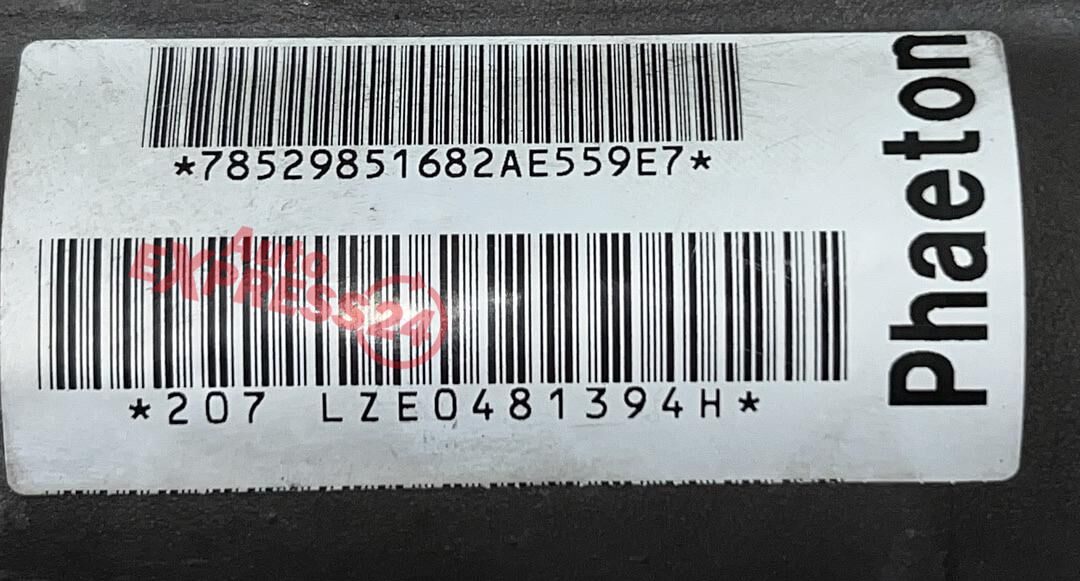 *78529851682AE559E7*
Auto
EXPRESS24
*207 LZE0481394H*
Phaeton